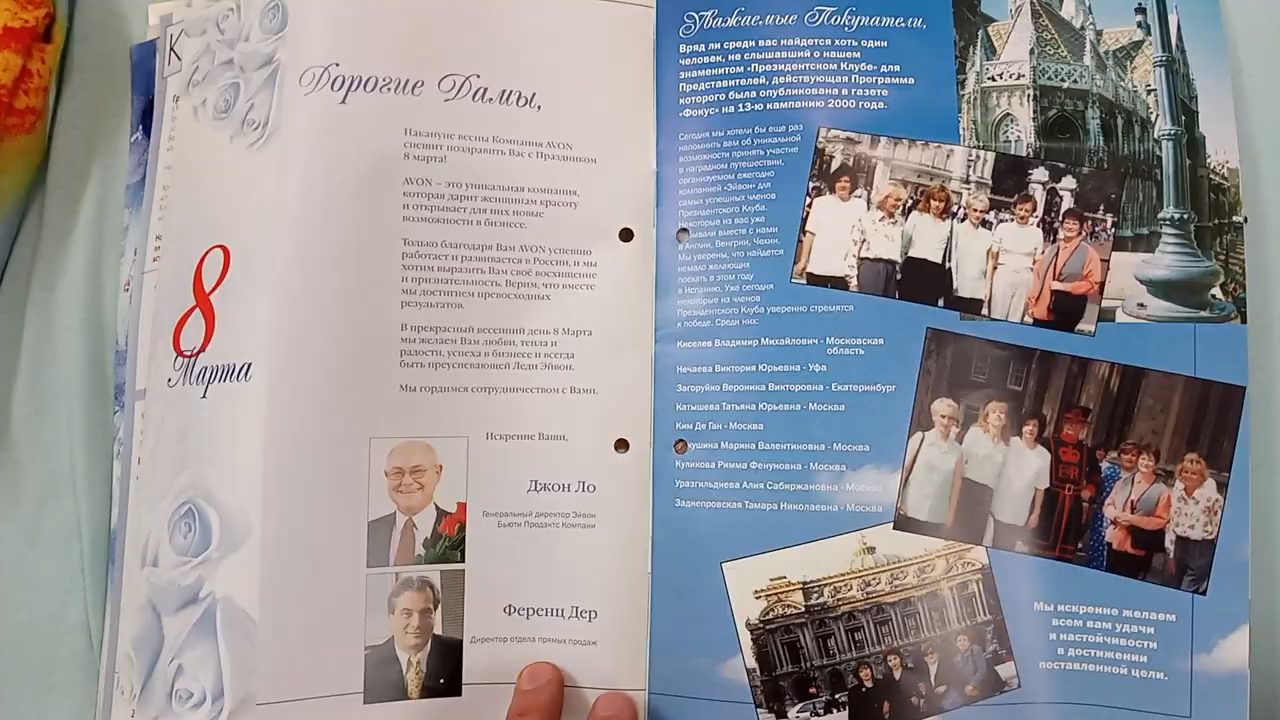 К
8
Марта
Дорогие Дамы,
Накануне весны Компания AVON
спешит поздравить Вас с Праздником
8 марта!
AVON – это уникальная компания,
которая дарит женщинам красоту
и открывает для них новые
возможности в бизнесе.
Только благодаря Вам AVON успешно
работает и развивается в России, и мы
хотим выразить Вам своё восхищение
и признательность. Верим, что вместе
мы достигнем превосходных
результатов.
В прекрасный весенний день 8 Марта
мы желаем Вам любви, тепла и
радости, успеха в бизнесе и всегда
быть преуспевающей Леди Эйвон.
Мы гордимся сотрудничеством с Вами.
Искренне Ваши,
Джон Ло
Генеральный директор Эйвон
Бьюти Продактс Компани
Ференц Дер
Директор отдела прямых продаж
Уважаемые Покупатели,
Вряд ли среди вас найдется хоть один
человек, не слышавший о нашем
знаменитом «Президентском Клубе» для
Представителей, действующая Программа
которого была опубликована в газете
«Фокус» на 13-ю кампанию 2000 года.
Сегодня мы хотели бы еще раз
напомнить вам об уникальной
возможности принять участие
в наградном путешествии,
организуемом ежегодно
компанией «Эйвон» для
самых успешных членов
Президентского Клуба.
Некоторые из вас уже
бывали вместе с нами
в Англии, Венгрии, Чехии.
Мы уверены, что найдется
немало желающих
поехать в этом году
в Испанию. Уже сегодня
некоторые из членов
Президентского Клуба уверенно стремятся
к победе. Среди них:
Киселев Владимир Михайлович - Московская
область
Нечаева Виктория Юрьевна - Уфа
Загоруйко Вероника Викторовна - Екатеринбург
Катышева Татьяна Юрьевна - Москва
Ким Де Ган - Москва
Марина Валентиновна - Москва
Куликова Римма Фенуновна - Москва
Уразгильдиева Алия Сабиржановна - Москва
Заднепровская Тамара Николаевна - Москва
Мы искренне желаем
всем вам удачи
и настойчивости
в достижении
поставленной цели.